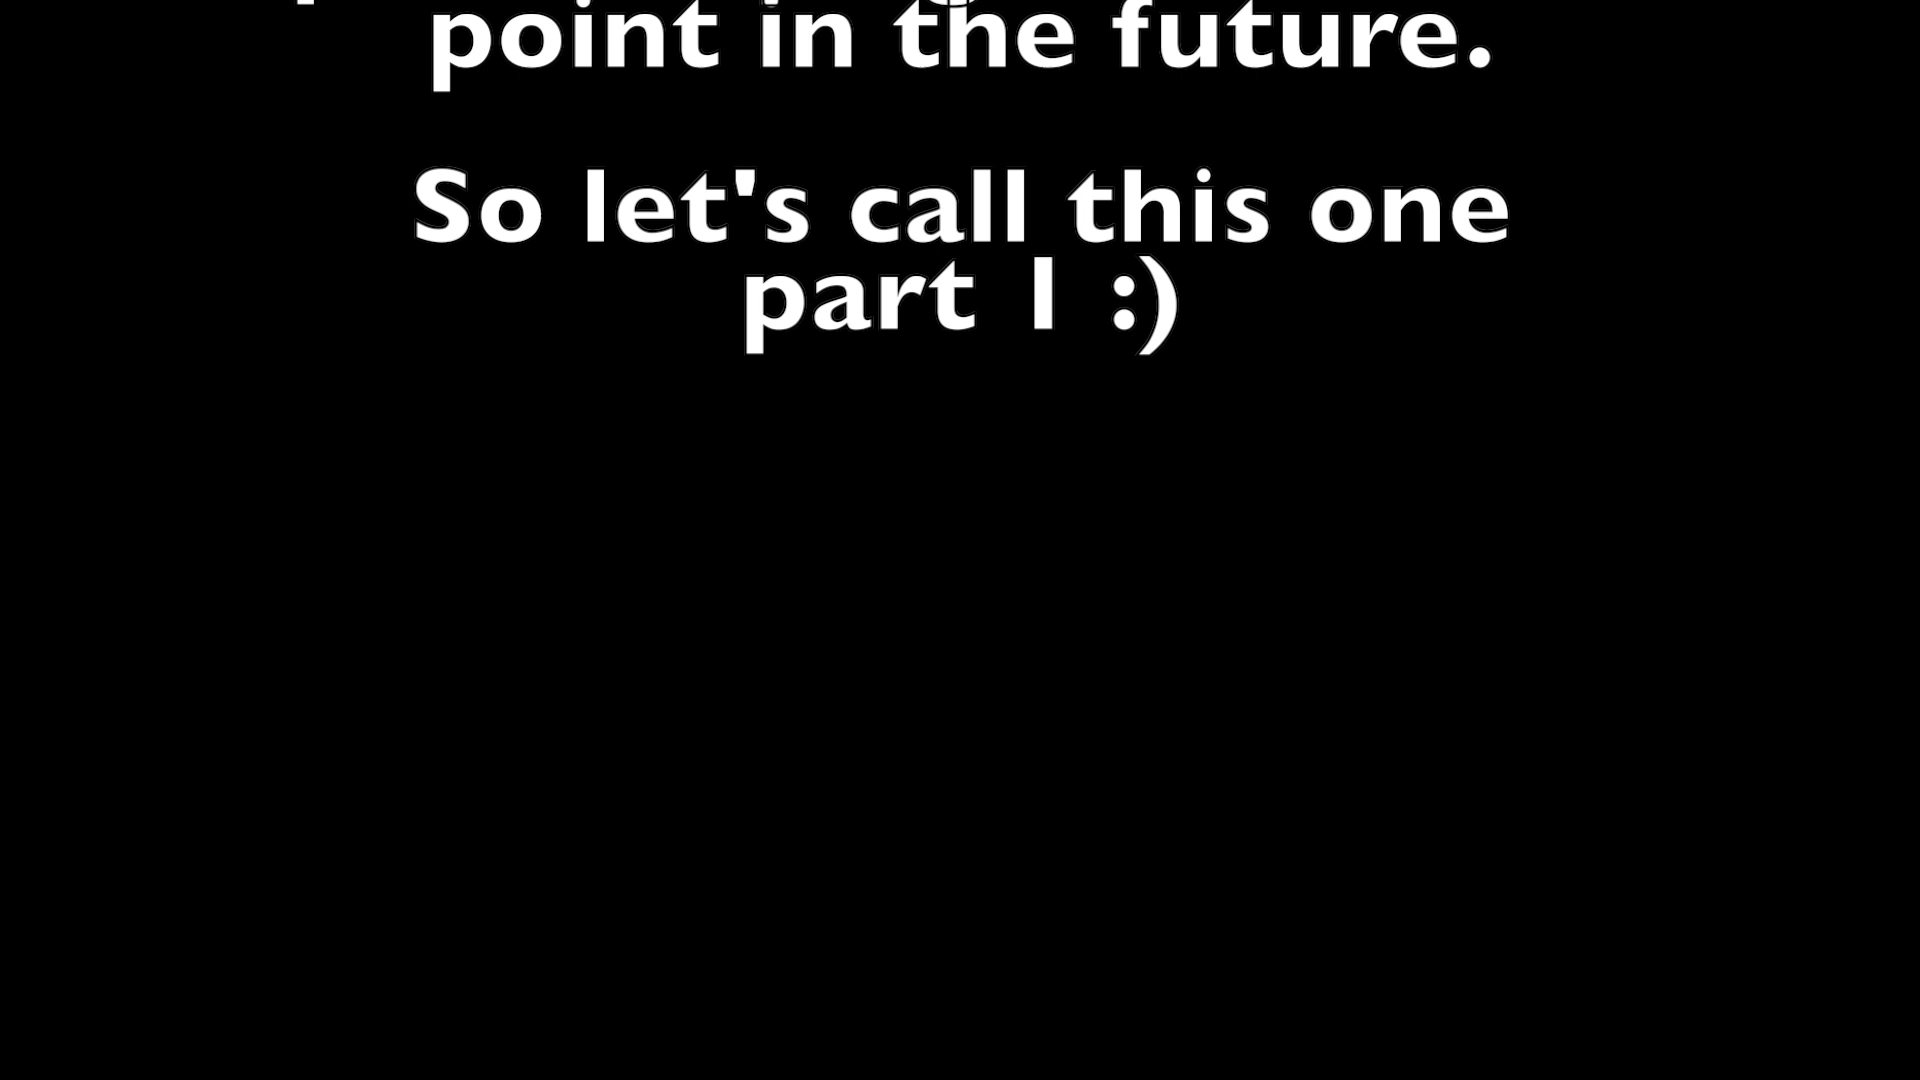 point in the future.
So let's call this one
part 1 :)